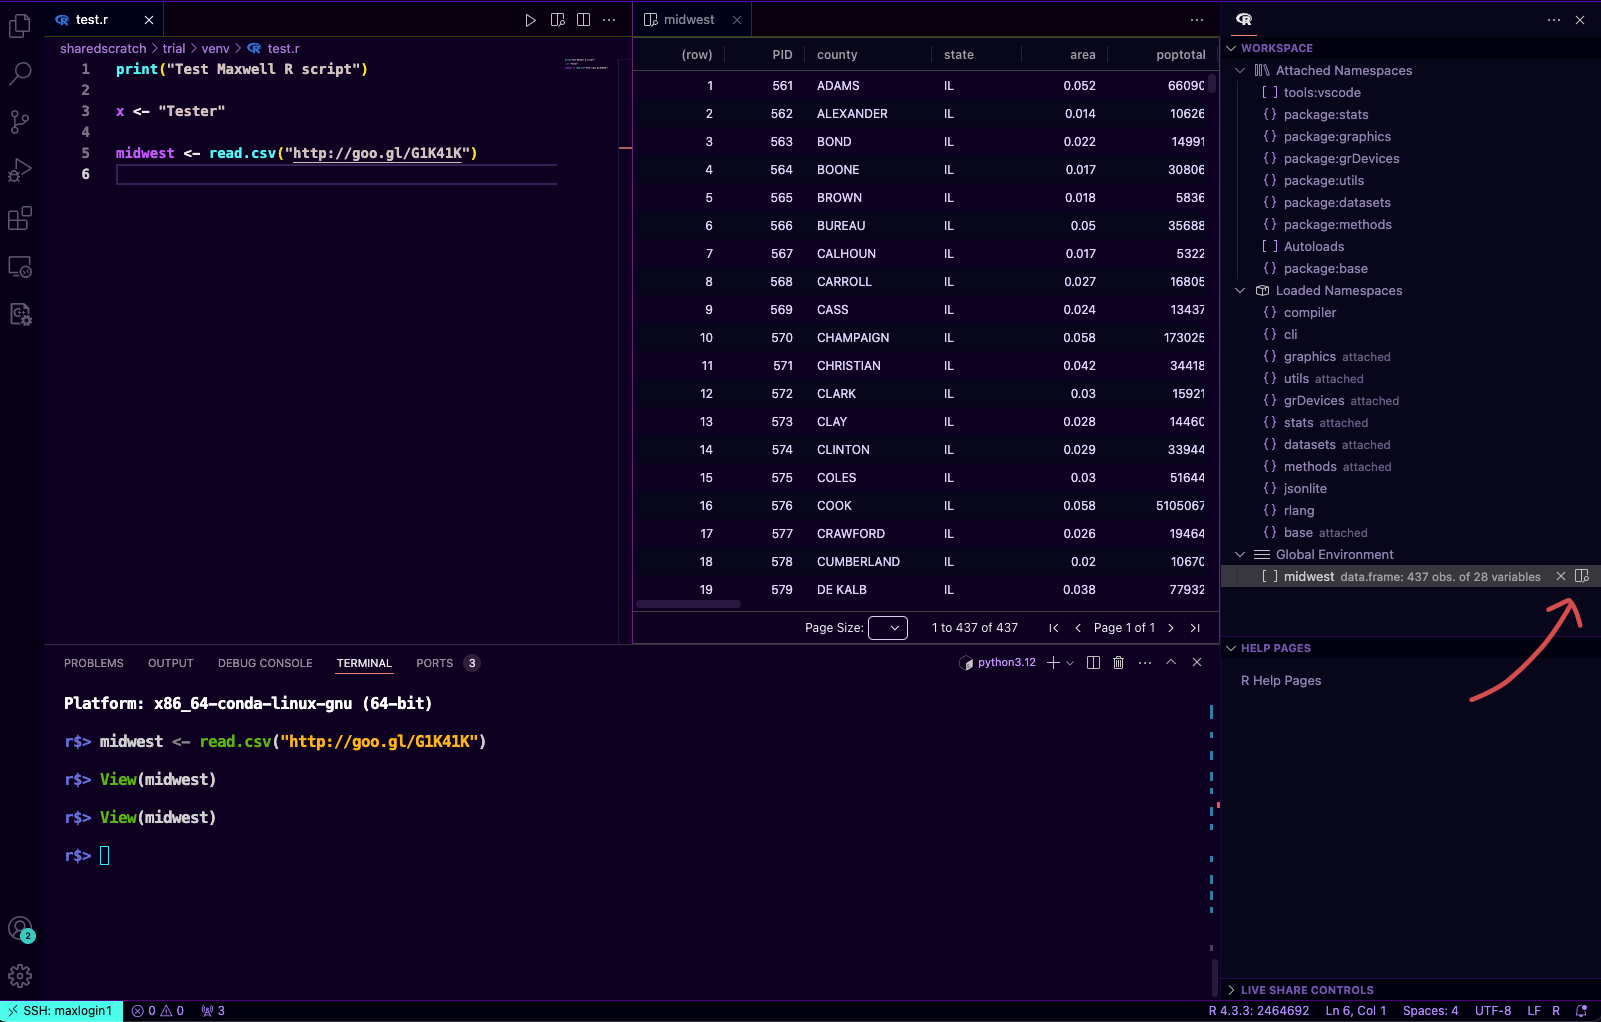 test.r
midwest
sharedscratch > trial > venv > test.r
1 print("Test Maxwell R script")
2
3 x <- "Tester"
4
5 midwest <- read.csv("http://goo.gl/G1K41K")
6
(row) PID county state area poptotal
1 561 ADAMS IL 0.052 66090
2 562 ALEXANDER IL 0.014 10626
3 563 BOND IL 0.022 14991
4 564 BOONE IL 0.017 30806
5 565 BROWN IL 0.018 5836
6 566 BUREAU IL 0.05 35688
7 567 CALHOUN IL 0.017 5322
8 568 CARROLL IL 0.027 16805
9 569 CASS IL 0.024 13437
10 570 CHAMPAIGN IL 0.058 173025
11 571 CHRISTIAN IL 0.042 34418
12 572 CLARK IL 0.03 15921
13 573 CLAY IL 0.028 14460
14 574 CLINTON IL 0.029 33944
15 575 COLES IL 0.03 51644
16 576 COOK IL 0.058 5105067
17 577 CRAWFORD IL 0.026 19464
18 578 CUMBERLAND IL 0.02 10670
19 579 DE KALB IL 0.038 77932
Page Size: 1 to 437 of 437 Page 1 of 1
WORKSPACE
Attached Namespaces
[ ] tools:vscode
{} package:stats
{} package:graphics
{} package:grDevices
{} package:utils
{} package:datasets
{} package:methods
[ ] Autoloads
{} package:base
Loaded Namespaces
{} compiler
{} cli
{} graphics attached
{} utils attached
{} grDevices attached
{} stats attached
{} datasets attached
{} methods attached
{} jsonlite
{} rlang
{} base attached
Global Environment
[ ] midwest data.frame: 437 obs. of 28 variables
HELP PAGES
R Help Pages
LIVE SHARE CONTROLS
PROBLEMS OUTPUT DEBUG CONSOLE TERMINAL PORTS 3
python3.12
Platform: x86_64-conda-linux-gnu (64-bit)
r$> midwest <- read.csv("http://goo.gl/G1K41K")
r$> View(midwest)
r$> View(midwest)
r$>
2
SSH: maxlogin1 0 0 3
R 4.3.3: 2464692 Ln 6, Col 1 Spaces: 4 UTF-8 LF R